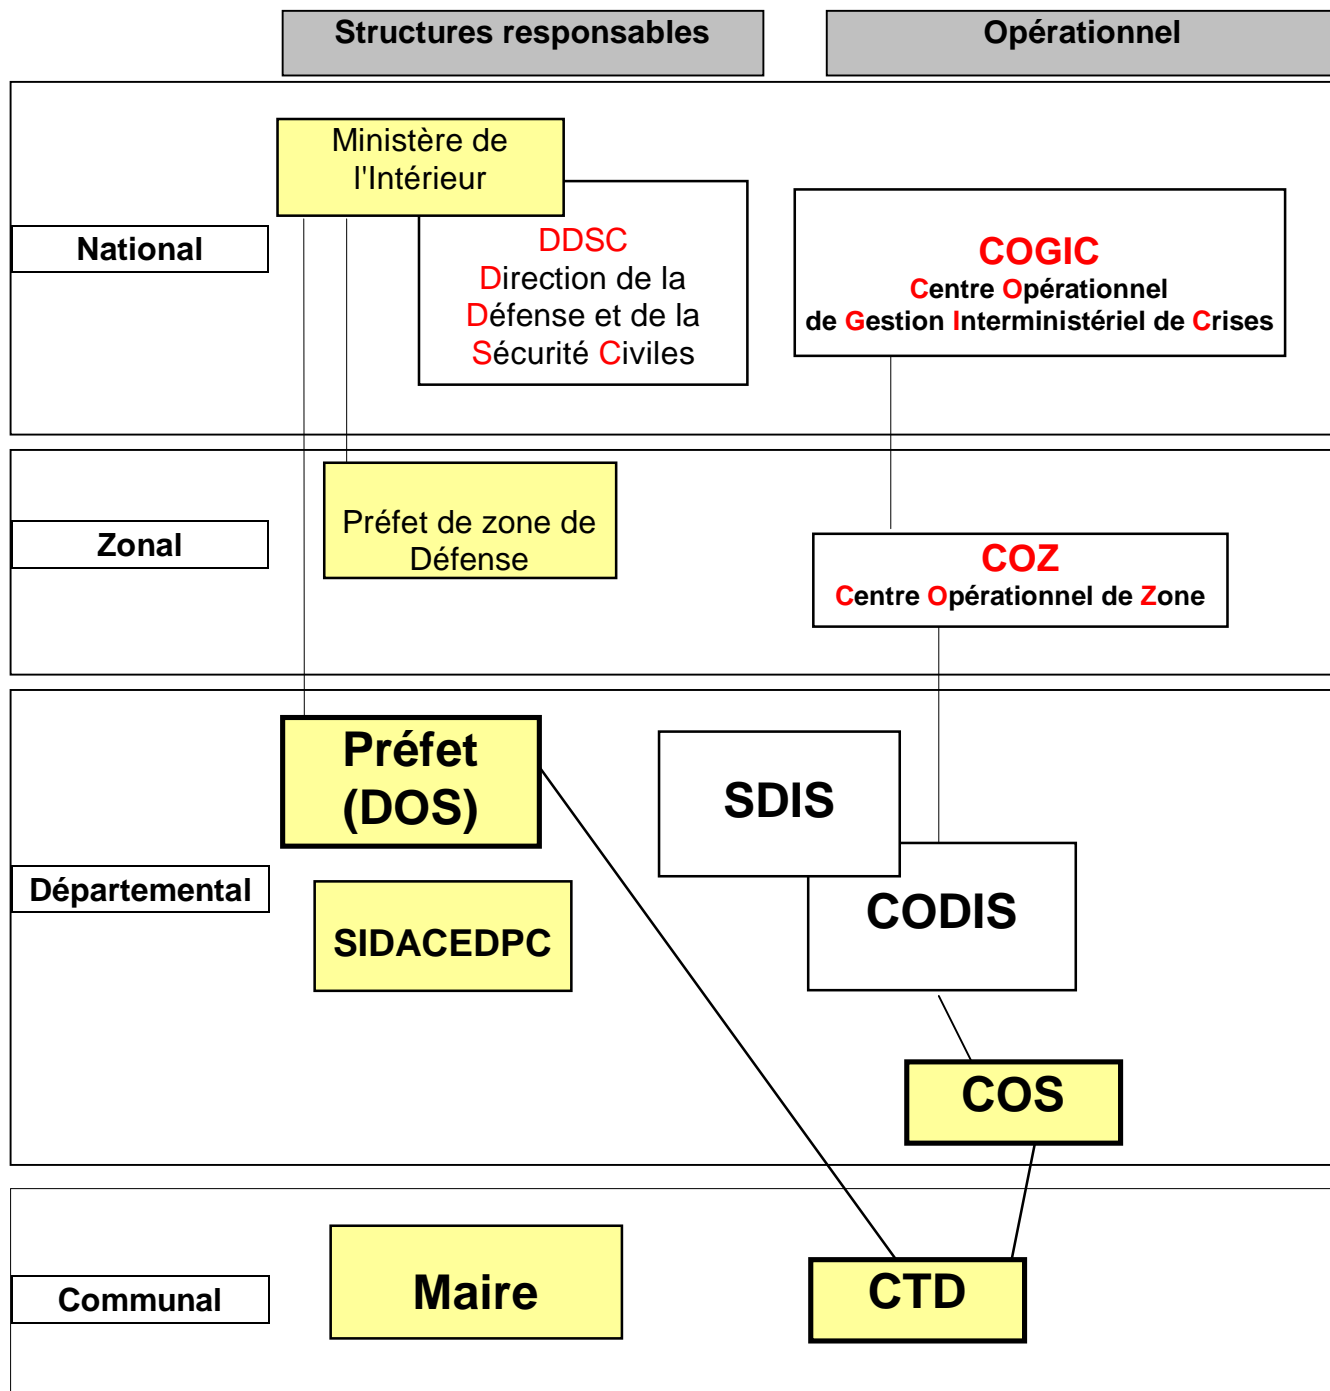 Structures responsables
Opérationnel
National
Ministère de
l'Intérieur
DDSC
Direction de la
Défense et de la
Sécurité Civiles
COGIC
Centre Opérationnel
de Gestion Interministériel de Crises
Zonal
Préfet de zone de
Défense
COZ
Centre Opérationnel de Zone
Départemental
Préfet
(DOS)
SIDACEDPC
SDIS
CODIS
COS
Communal
Maire
CTD